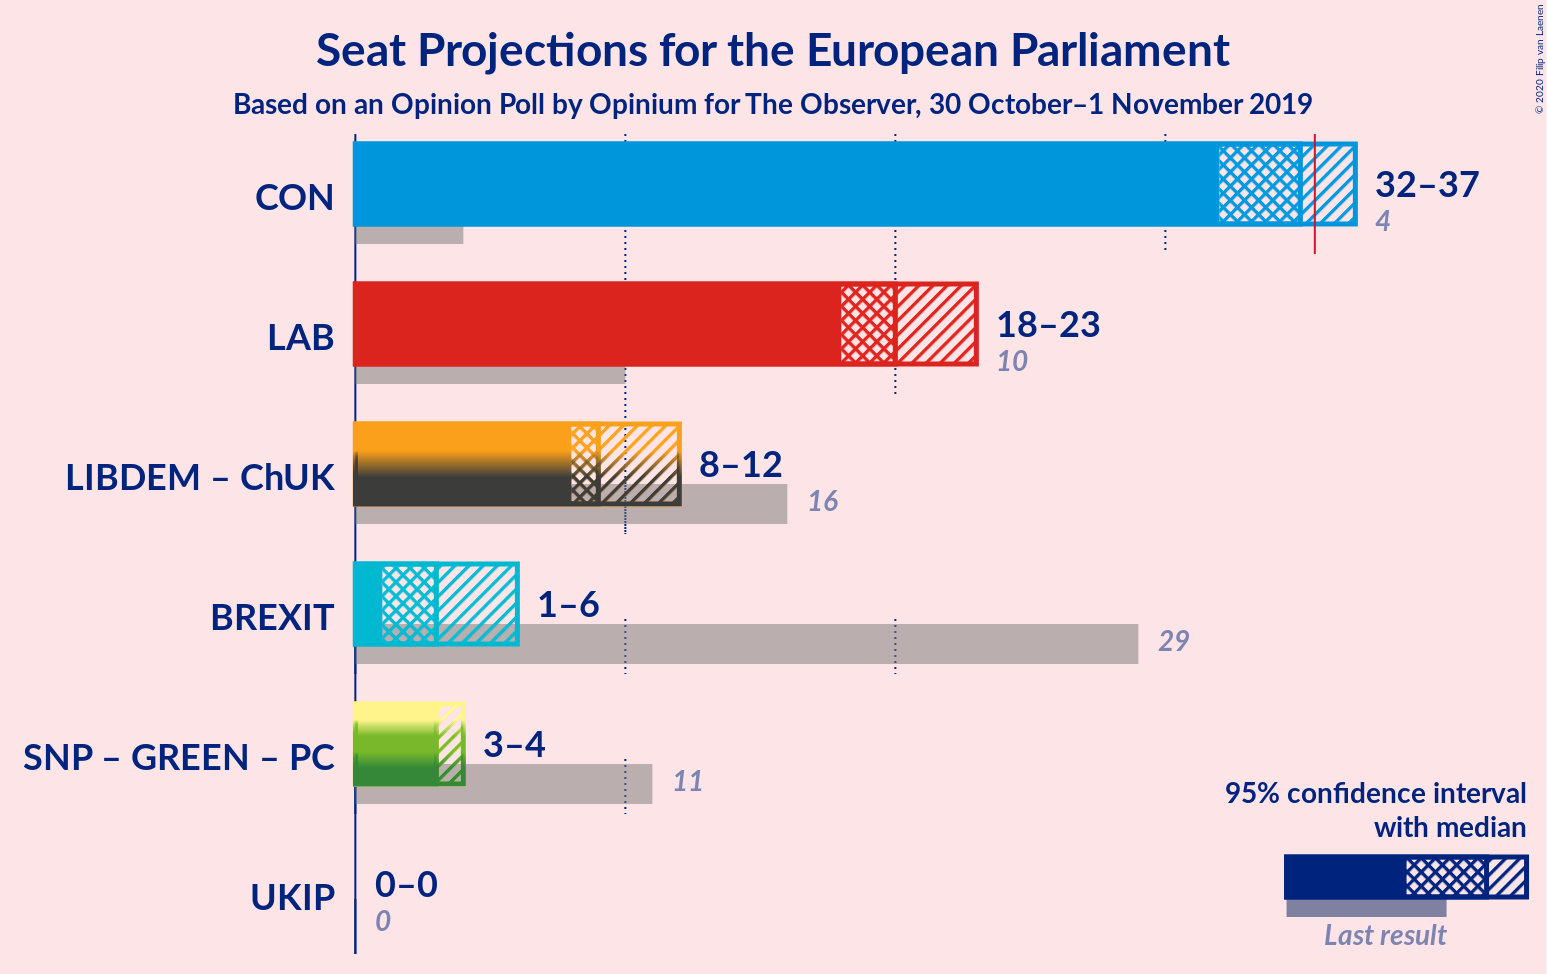 Seat Projections for the European Parliament
Based on an Opinion Poll by Opinium for The Observer, 30 October–1 November 2019
© 2020 Filip van Laenen
CON
32–37
4
LAB
18–23
10
LIBDEM – ChUK
8–12
16
BREXIT
1–6
29
SNP – GREEN – PC
3–4
11
UKIP
0–0
0
95% confidence interval
with median
Last result